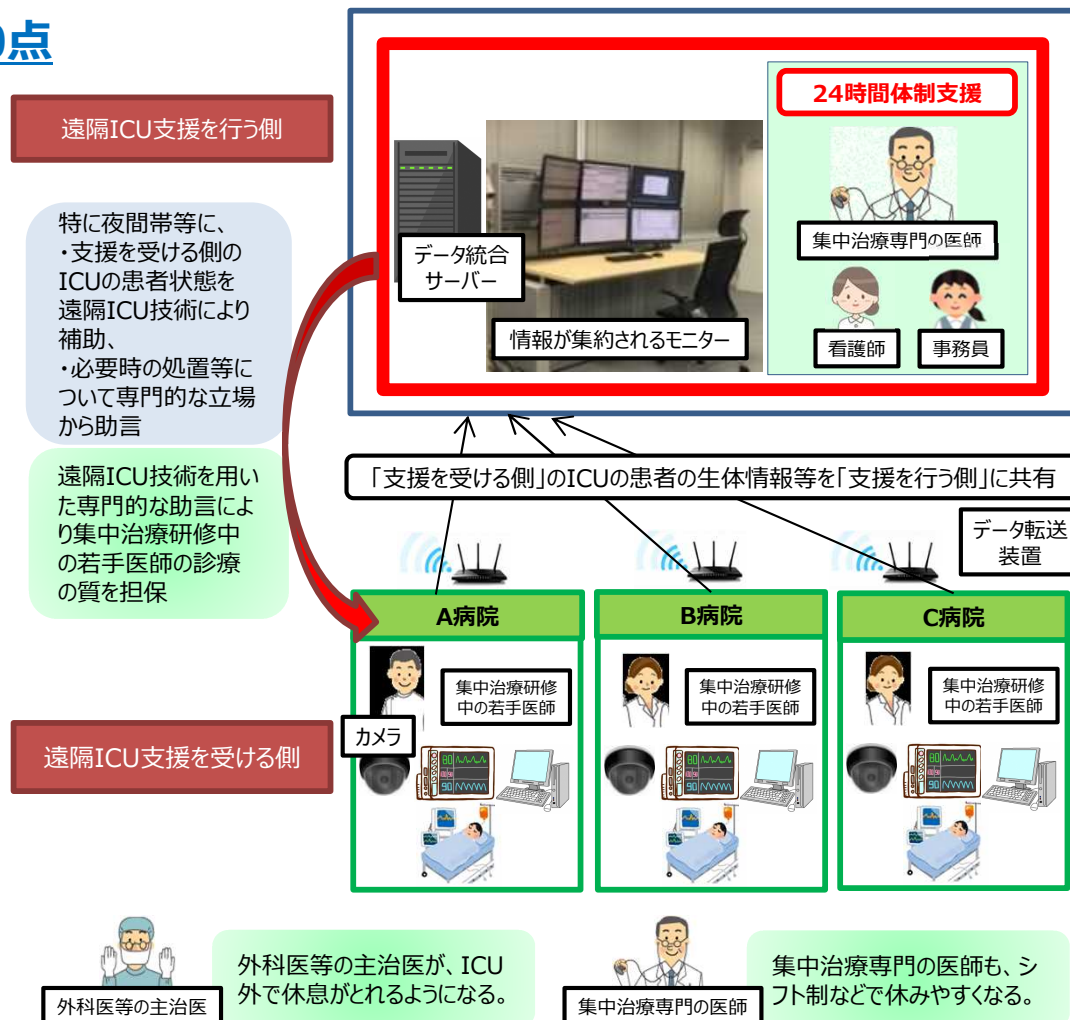 点
24時間体制支援
遠隔ICU支援を行う側
集中治療専門の医師
データ統合
サーバー
情報が集約されるモニター
看護師
事務員
特に夜間帯等に、
・支援を受ける側の
ICUの患者状態を
遠隔ICU技術により
補助、
・必要時の処置等に
ついて専門的な立場
から助言
遠隔ICU技術を用い
た専門的な助言によ
り集中治療研修中
の若手医師の診療
の質を担保
「支援を受ける側」のICUの患者の生体情報等を「支援を行う側」に共有
データ転送
装置
A病院
B病院
C病院
集中治療研修
中の若手医師
集中治療研修
中の若手医師
集中治療研修
中の若手医師
カメラ
遠隔ICU支援を受ける側
外科医等の主治医
外科医等の主治医が、ICU
外で休息がとれるようになる。
集中治療専門の医師
集中治療専門の医師も、シ
フト制などで休みやすくなる。